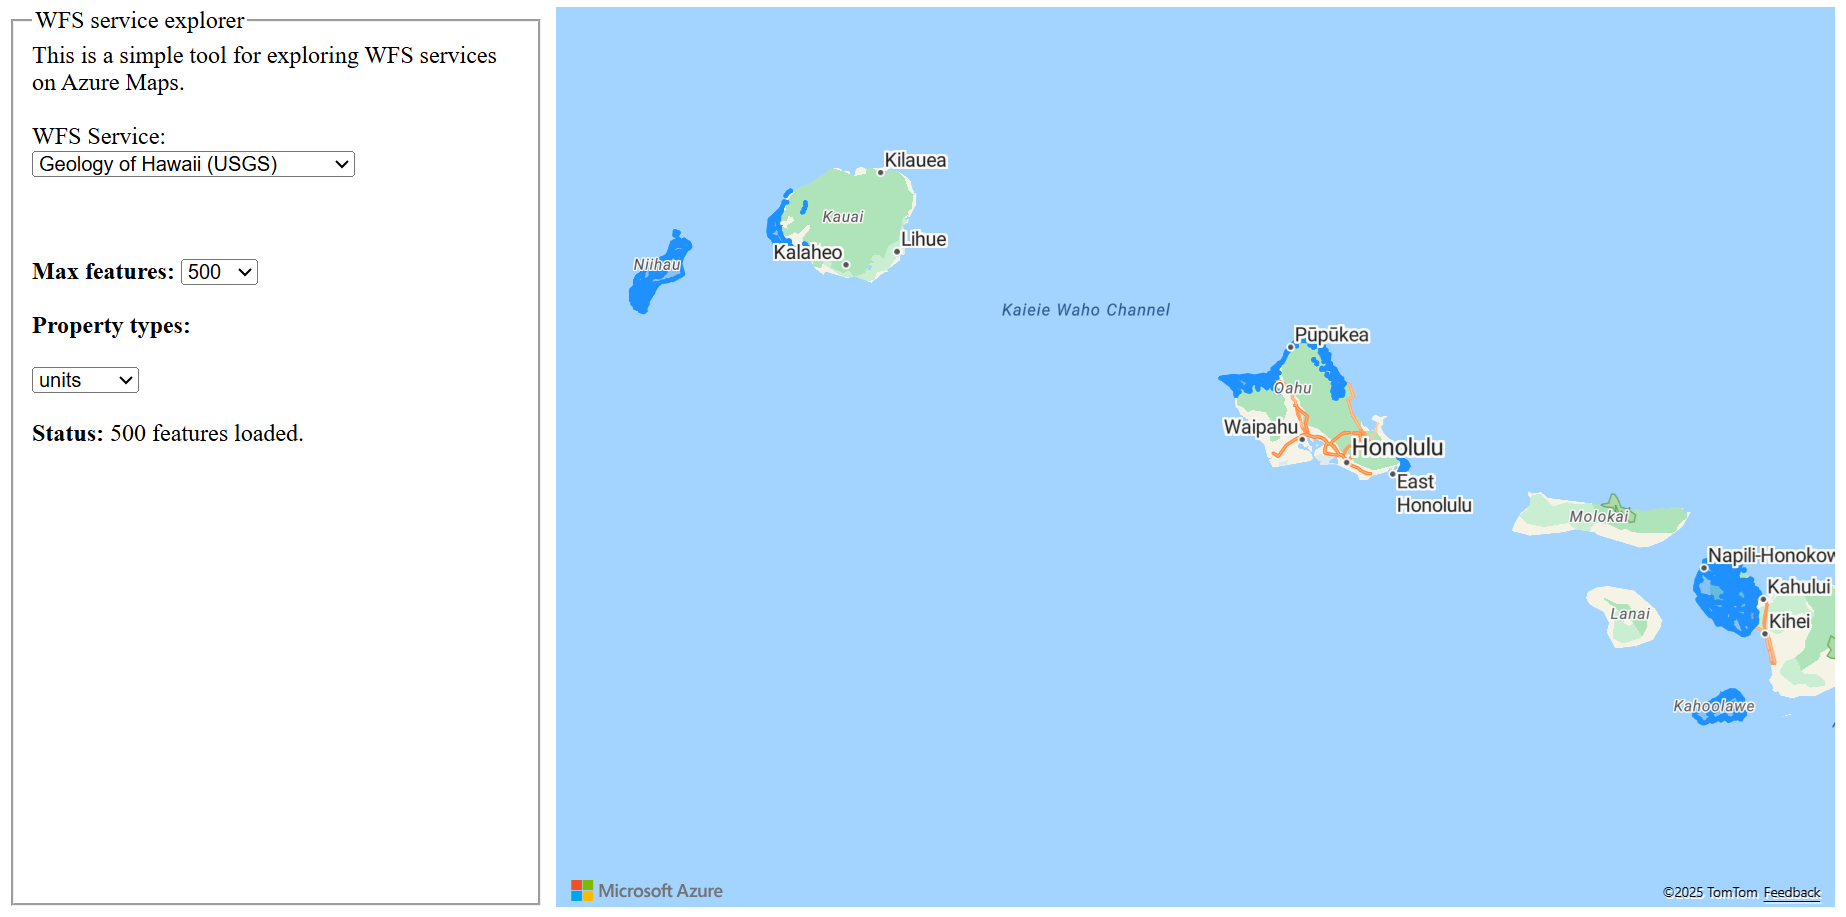 WFS service explorer
This is a simple tool for exploring WFS services
on Azure Maps.
WFS Service:
Geology of Hawaii (USGS)
Max features: 500
Property types:
units
Status: 500 features loaded.
Kilauea
Kauai
Lihue
Kalaheo
Niihau
Kaieie Waho Channel
Pūpūkea
Oahu
Waipahu
Honolulu
East
Honolulu
Molokai
Napili-Honokow
Kahului
Lanai
Kihei
Kahoolawe
Microsoft Azure
©2025 TomTom Feedback